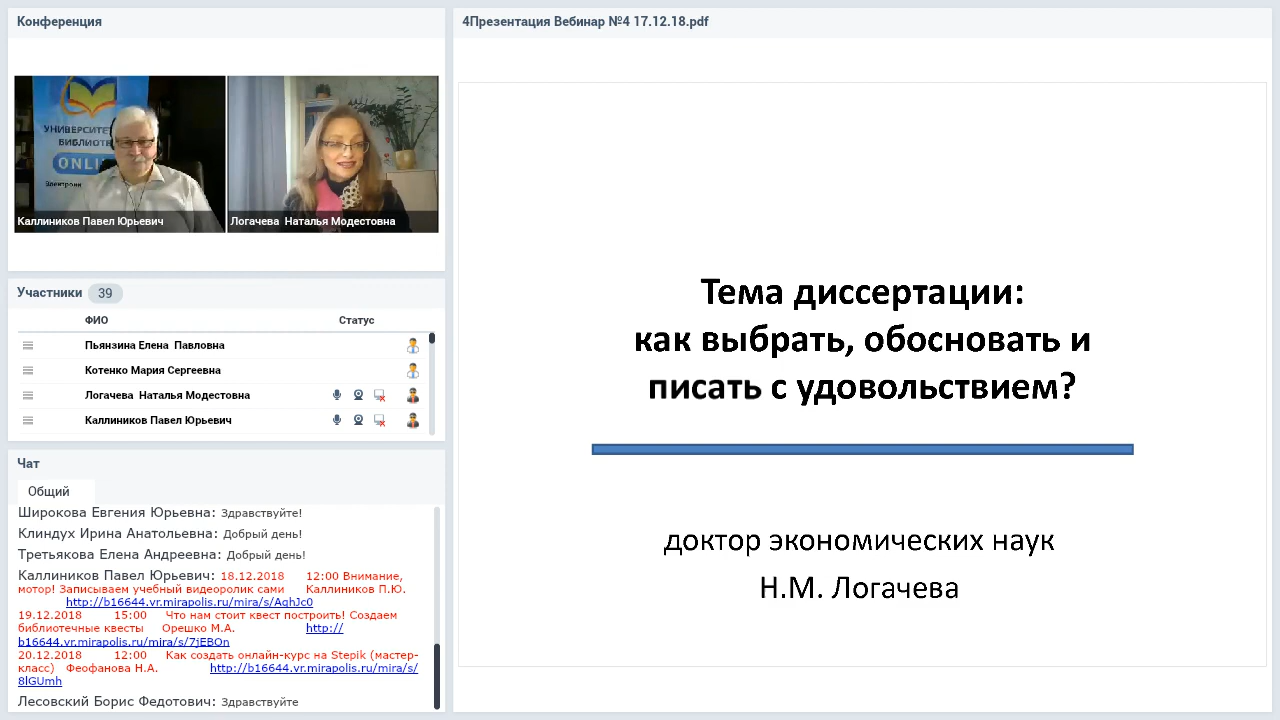 Конференция
УНИВЕРСИТЕТ
БИБЛИОТЕ
ONLI
Каллиников Павел Юрьевич
Логачева Наталья Модестовна
Участники 39
ФИО Статус
Пьянзина Елена Павловна
Котенко Мария Сергеевна
Логачева Наталья Модестовна
Каллиников Павел Юрьевич
Чат
Общий
Широкова Евгения Юрьевна: Здравствуйте!
Клиндух Ирина Анатольевна: Добрый день!
Третьякова Елена Андреевна: Добрый день!
Каллиников Павел Юрьевич: 18.12.2018 12:00 Внимание,
мотор! Записываем учебный видеоролик сами Каллиников П.Ю.
http://b16644.vr.mirapolis.ru/mira/s/AqhJc0
19.12.2018 15:00 Что нам стоит квест построить! Создаем
библиотечные квесты Орешко М.А. http://
b16644.vr.mirapolis.ru/mira/s/7jEBOn
20.12.2018 12:00 Как создать онлайн-курс на Stepik (мастер-
класс) Феофанова Н.А. http://b16644.vr.mirapolis.ru/mira/s/
8lGUmh
Лесовский Борис Федотович: Здравствуйте
4Презентация Вебинар №4 17.12.18.pdf
Тема диссертации:
как выбрать, обосновать и
писать с удовольствием?
доктор экономических наук
Н.М. Логачева